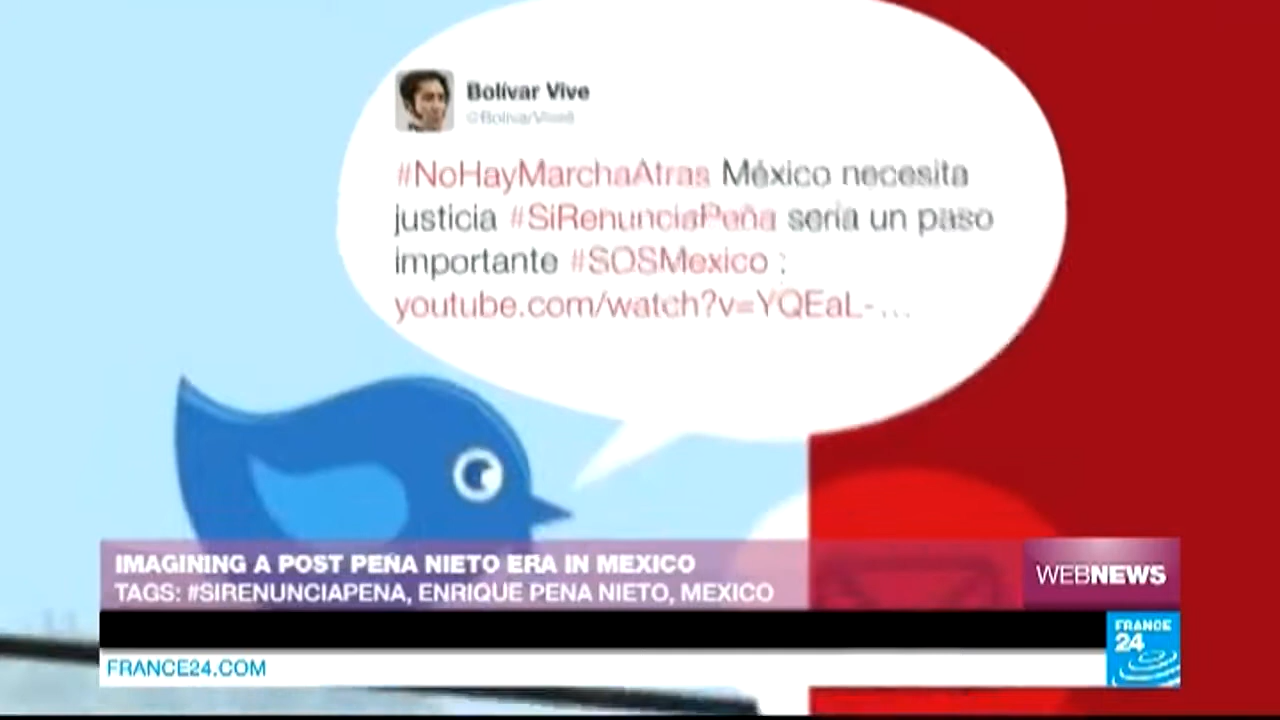 Bolívar Vive
#NoHayMarchaAtras México necesita
justicia #SiRenunciaPeña sería un paso
importante #SOSMexico :
youtube.com/watch?v=YQEaL-...
IMAGINING A POST PEÑA NIETO ERA IN MEXICO
TAGS: #SIRENUNCIAPENA, ENRIQUE PENA NIETO, MEXICO
WEBNEWS
FRANCE
24
FRANCE24.COM